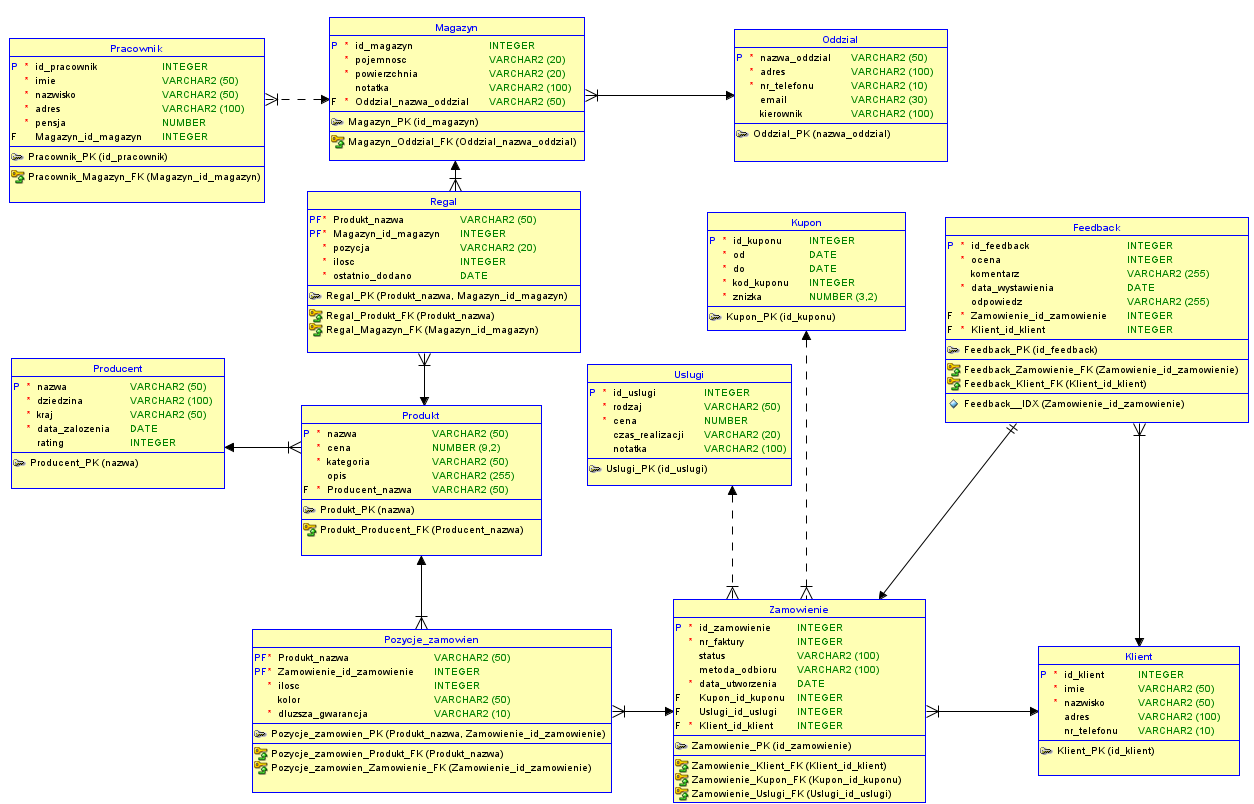 Pracownik
P * id_pracownik INTEGER
* imie VARCHAR2 (50)
* nazwisko VARCHAR2 (50)
* adres VARCHAR2 (100)
* pensja NUMBER
F Magazyn_id_magazyn INTEGER
Pracownik_PK (id_pracownik)
Pracownik_Magazyn_FK (Magazyn_id_magazyn)
Magazyn
P * id_magazyn INTEGER
* pojemnosc VARCHAR2 (20)
* powierzchnia VARCHAR2 (20)
notatka VARCHAR2 (100)
F * Oddzial_nazwa_oddzial VARCHAR2 (50)
Magazyn_PK (id_magazyn)
Magazyn_Oddzial_FK (Oddzial_nazwa_oddzial)
Oddzial
P * nazwa_oddzial VARCHAR2 (50)
* adres VARCHAR2 (100)
* nr_telefonu VARCHAR2 (10)
email VARCHAR2 (30)
kierownik VARCHAR2 (100)
Oddzial_PK (nazwa_oddzial)
Regal
PF* Produkt_nazwa VARCHAR2 (50)
PF* Magazyn_id_magazyn INTEGER
* pozycja VARCHAR2 (20)
* ilosc INTEGER
* ostatnio_dodano DATE
Regal_PK (Produkt_nazwa, Magazyn_id_magazyn)
Regal_Produkt_FK (Produkt_nazwa)
Regal_Magazyn_FK (Magazyn_id_magazyn)
Kupon
P * id_kuponu INTEGER
* od DATE
* do DATE
* kod_kuponu INTEGER
* znizka NUMBER (3,2)
Kupon_PK (id_kuponu)
Feedback
P * id_feedback INTEGER
* ocena INTEGER
komentarz VARCHAR2 (255)
* data_wystawienia DATE
odpowiedz VARCHAR2 (255)
F * Zamowienie_id_zamowienie INTEGER
F * Klient_id_klient INTEGER
Feedback_PK (id_feedback)
Feedback_Zamowienie_FK (Zamowienie_id_zamowienie)
Feedback_Klient_FK (Klient_id_klient)
Feedback__IDX (Zamowienie_id_zamowienie)
Producent
P * nazwa VARCHAR2 (50)
* dziedzina VARCHAR2 (100)
* kraj VARCHAR2 (50)
* data_zalozenia DATE
rating INTEGER
Producent_PK (nazwa)
Produkt
P * nazwa VARCHAR2 (50)
* cena NUMBER (9,2)
* kategoria VARCHAR2 (50)
opis VARCHAR2 (255)
F * Producent_nazwa VARCHAR2 (50)
Produkt_PK (nazwa)
Produkt_Producent_FK (Producent_nazwa)
Uslugi
P * id_uslugi INTEGER
* rodzaj VARCHAR2 (50)
* cena NUMBER
czas_realizacji VARCHAR2 (20)
notatka VARCHAR2 (100)
Uslugi_PK (id_uslugi)
Pozycje_zamowien
PF* Produkt_nazwa VARCHAR2 (50)
PF* Zamowienie_id_zamowienie INTEGER
* ilosc INTEGER
kolor VARCHAR2 (50)
* dluzsza_gwarancja VARCHAR2 (10)
Pozycje_zamowien_PK (Produkt_nazwa, Zamowienie_id_zamowienie)
Pozycje_zamowien_Produkt_FK (Produkt_nazwa)
Pozycje_zamowien_Zamowienie_FK (Zamowienie_id_zamowienie)
Zamowienie
P * id_zamowienie INTEGER
* nr_faktury INTEGER
status VARCHAR2 (100)
metoda_odbioru VARCHAR2 (100)
* data_utworzenia DATE
F Kupon_id_kuponu INTEGER
F Uslugi_id_uslugi INTEGER
F * Klient_id_klient INTEGER
Zamowienie_PK (id_zamowienie)
Zamowienie_Klient_FK (Klient_id_klient)
Zamowienie_Kupon_FK (Kupon_id_kuponu)
Zamowienie_Uslugi_FK (Uslugi_id_uslugi)
Klient
P * id_klient INTEGER
* imie VARCHAR2 (50)
* nazwisko VARCHAR2 (50)
adres VARCHAR2 (100)
nr_telefonu VARCHAR2 (10)
Klient_PK (id_klient)